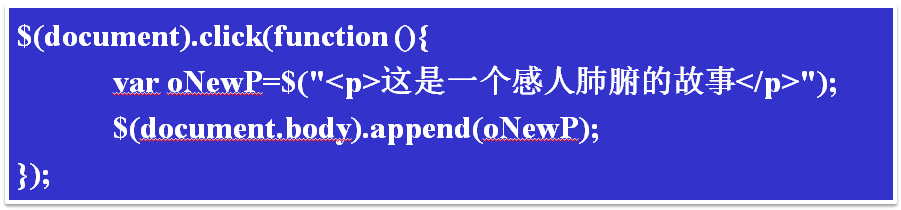 $(document).click(function (){
var oNewP=$("<p>这是一个感人肺腑的故事</p>");
$(document.body).append(oNewP);
});